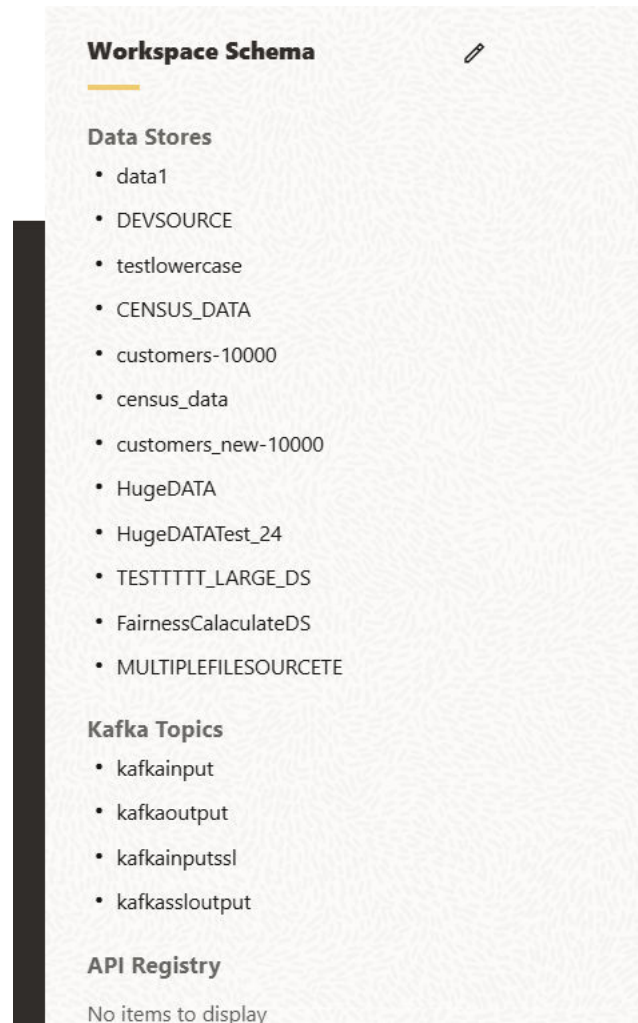 Workspace Schema
Data Stores
• data1
• DEVSOURCE
• testlowercase
• CENSUS_DATA
• customers-10000
• census_data
• customers_new-10000
• HugeDATA
• HugeDATATest_24
• TESTTTTT_LARGE_DS
• FairnessCalaculateDS
• MULTIPLEFILESOURCETE
Kafka Topics
• kafkainput
• kafkaoutput
• kafkainputssl
• kafkassloutput
API Registry
No items to display